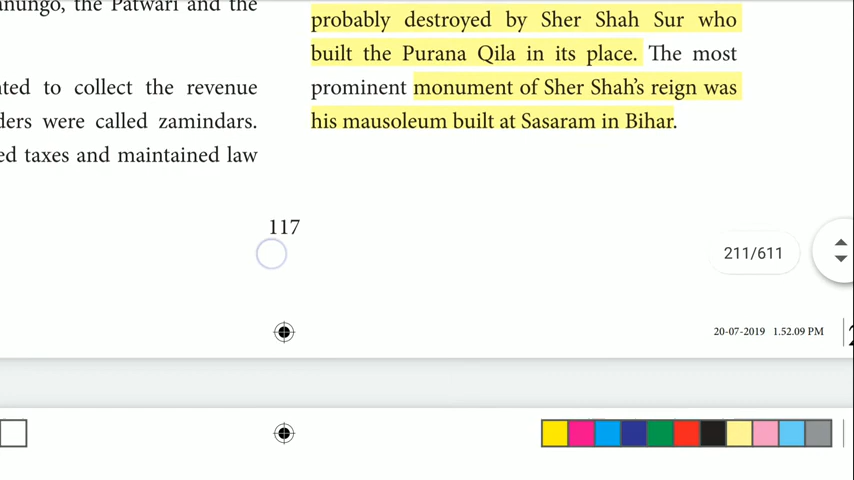 the Patwari and the
ted to collect the revenue
ders were called zamindars.
ed taxes and maintained law
probably destroyed by Sher Shah Sur who
built the Purana Qila in its place. The most
prominent monument of Sher Shah's reign was
his mausoleum built at Sasaram in Bihar.
117
211/611
20-07-2019 1.52.09 PM